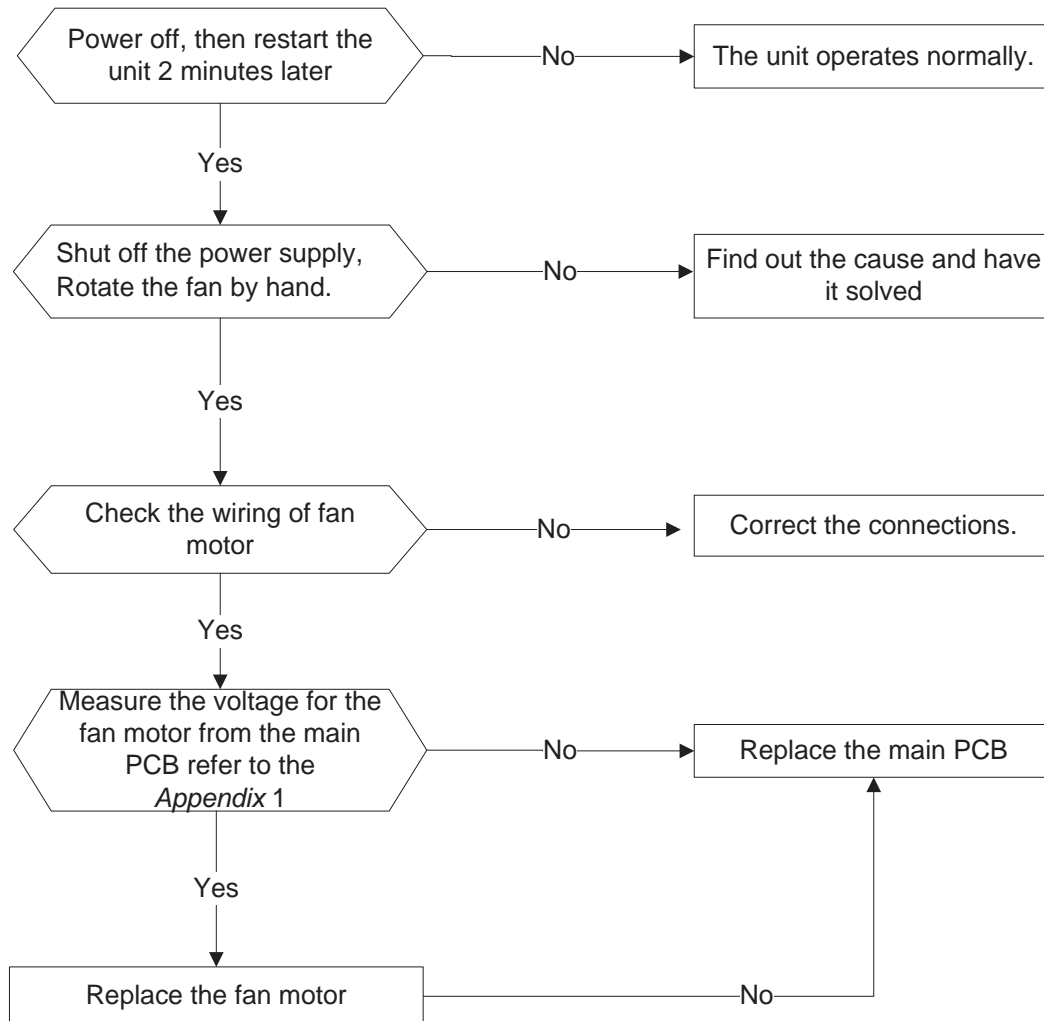 Power off, then restart the
unit 2 minutes later
No
The unit operates normally.
Yes
Shut off the power supply,
Rotate the fan by hand.
No
Find out the cause and have
it solved
Yes
Check the wiring of fan
motor
No
Correct the connections.
Yes
Measure the voltage for the
fan motor from the main
PCB refer to the
Appendix 1
No
Replace the main PCB
Yes
Replace the fan motor
No